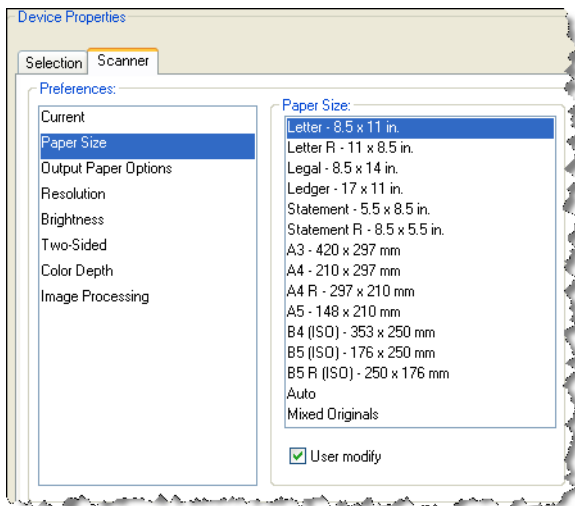 Device Properties
Selection Scanner
Preferences:
Current
Paper Size
Output Paper Options
Resolution
Brightness
Two-Sided
Color Depth
Image Processing
Paper Size:
Letter - 8.5 x 11 in.
Letter R - 11 x 8.5 in.
Legal - 8.5 x 14 in.
Ledger - 17 x 11 in.
Statement - 5.5 x 8.5 in.
Statement R - 8.5 x 5.5 in.
A3 - 420 x 297 mm
A4 - 210 x 297 mm
A4 R - 297 x 210 mm
A5 - 148 x 210 mm
B4 (ISO) - 353 x 250 mm
B5 (ISO) - 176 x 250 mm
B5 R (ISO) - 250 x 176 mm
Auto
Mixed Originals
User modify